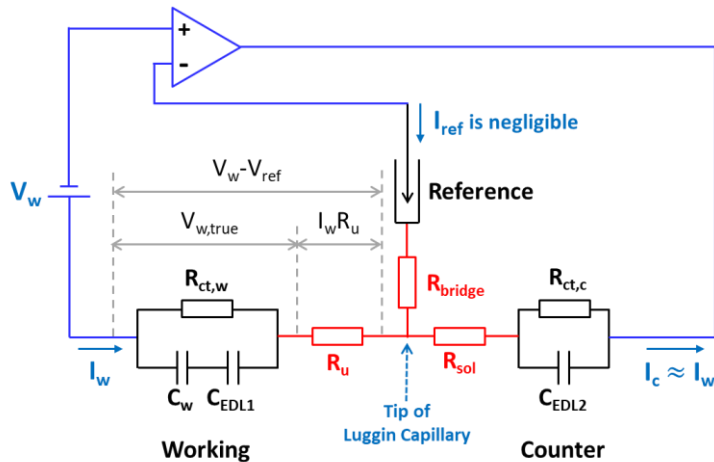 +
-
I_ref is negligible
V_w-V_ref
V_w
Reference
V_w,true
I_wR_u
R_ct,w
R_bridge
R_ct,c
I_w
R_u
R_sol
I_c ≈ I_w
C_w
C_EDL1
C_EDL2
Tip of
Luggin Capillary
Working
Counter